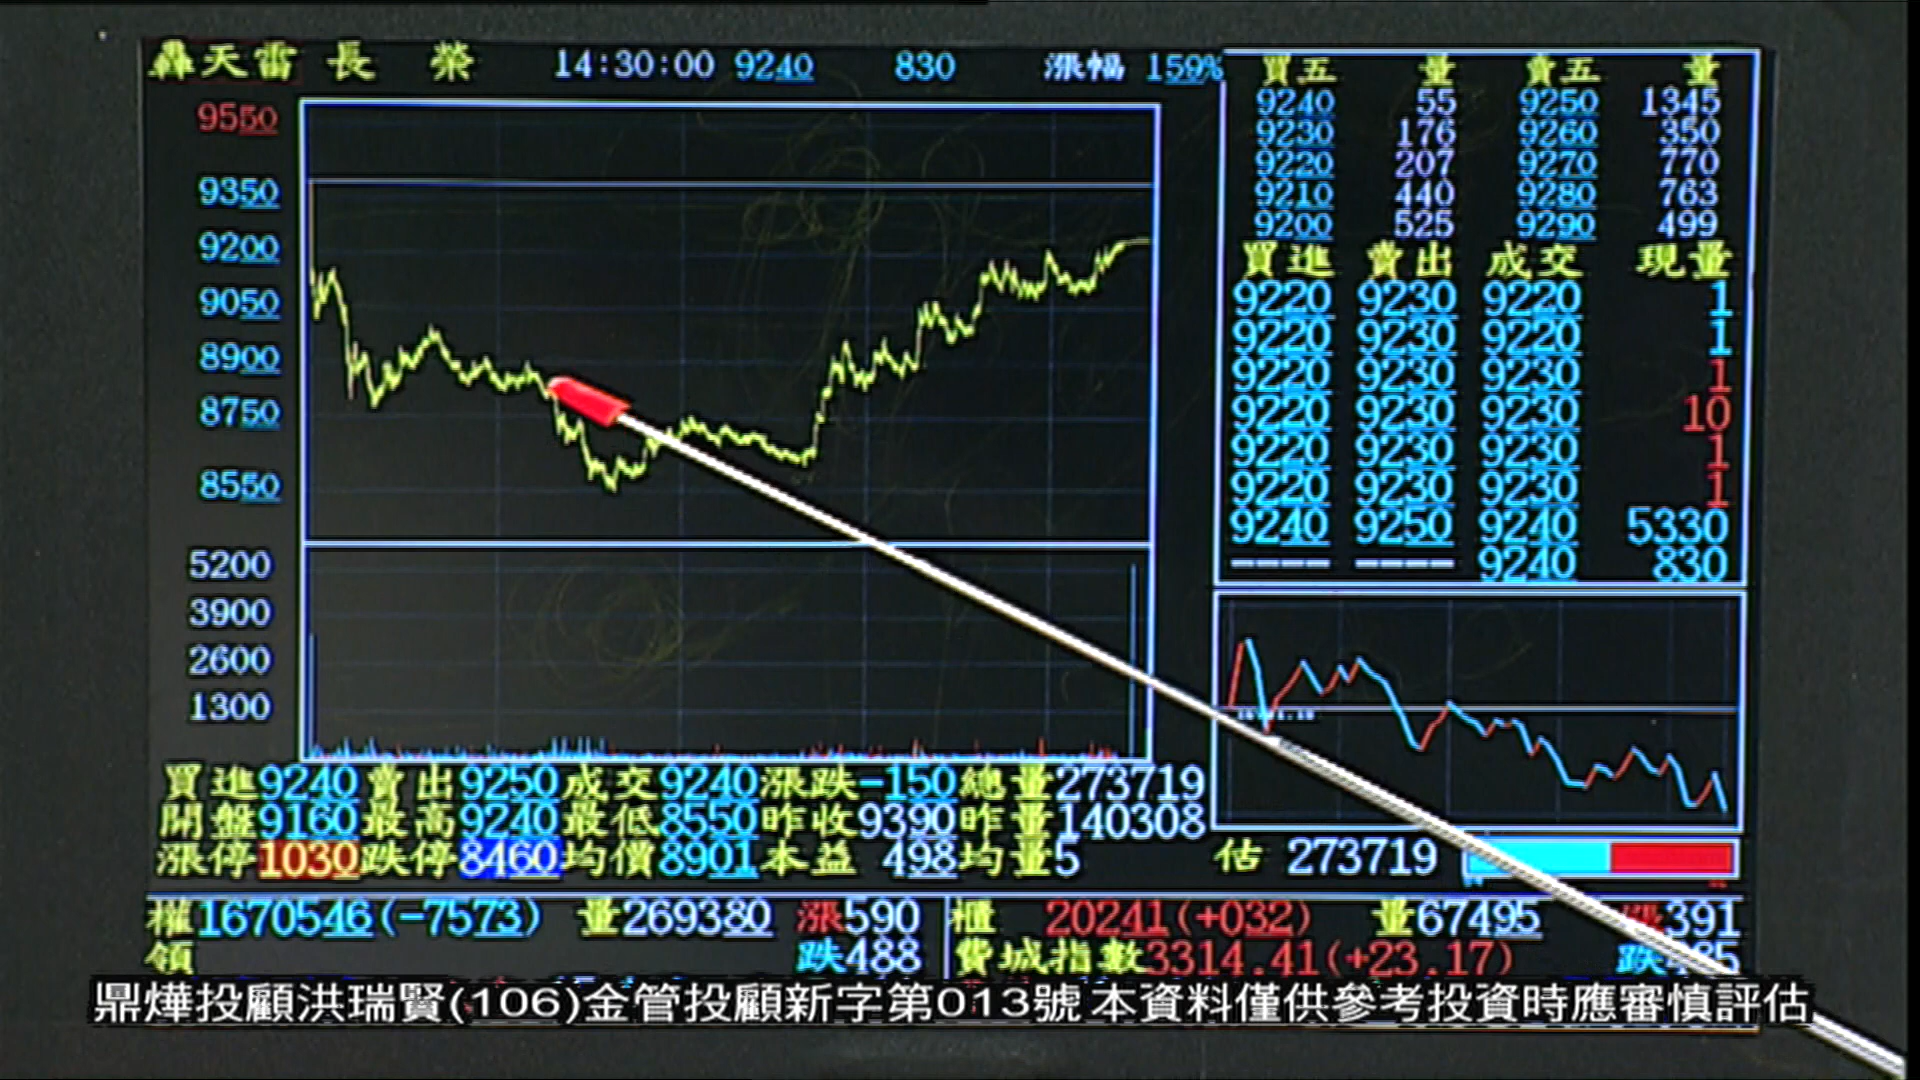 轟天雷 長 榮 14:30:00 9240 830 漲幅 159%
9550
9350
9200
9050
8900
8750
8550
5200
3900
2600
1300
買五 量 賣五 量
9240 55 9250 1345
9230 176 9260 350
9220 207 9270 770
9210 440 9280 763
9200 525 9290 499
買進 賣出 成交 現量
9220 9230 9220 1
9220 9230 9220 1
9220 9230 9230 1
9220 9230 9230 10
9220 9230 9230 1
9220 9230 9230 1
9240 9250 9240 5330
---- ---- 9240 830
買進9240 賣出9250 成交9240 漲跌-150 總量273719
開盤9160 最高9240 最低8550 昨收9390 昨量140308
漲停1030 跌停8460 均價8901 本益 498 均量5
估 273719
權1670546(-7573) 量269380 漲590
跌488
領
櫃 20241(+032) 量67495 漲391
費城指數3314.41(+23.17) 跌485
鼎燁投顧洪瑞賢(106)金管投顧新字第013號 本資料僅供參考投資時應審慎評估